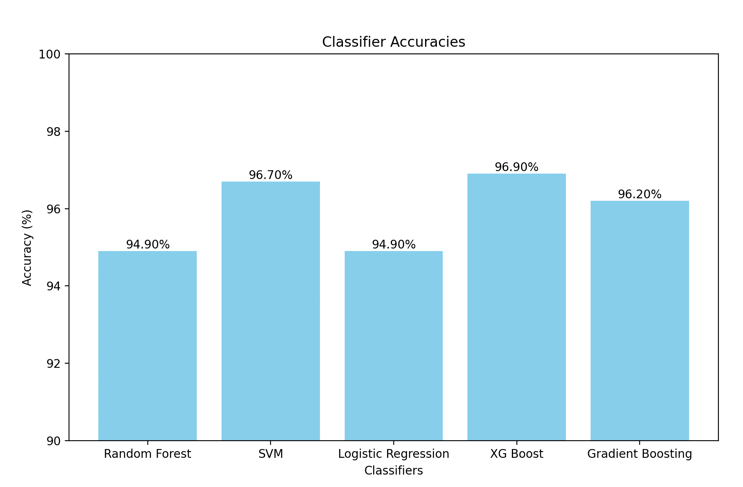 Classifier Accuracies
Accuracy (%)
100
98
96
94
92
90
94.90%
96.70%
94.90%
96.90%
96.20%
Random Forest
SVM
Logistic Regression
XG Boost
Gradient Boosting
Classifiers